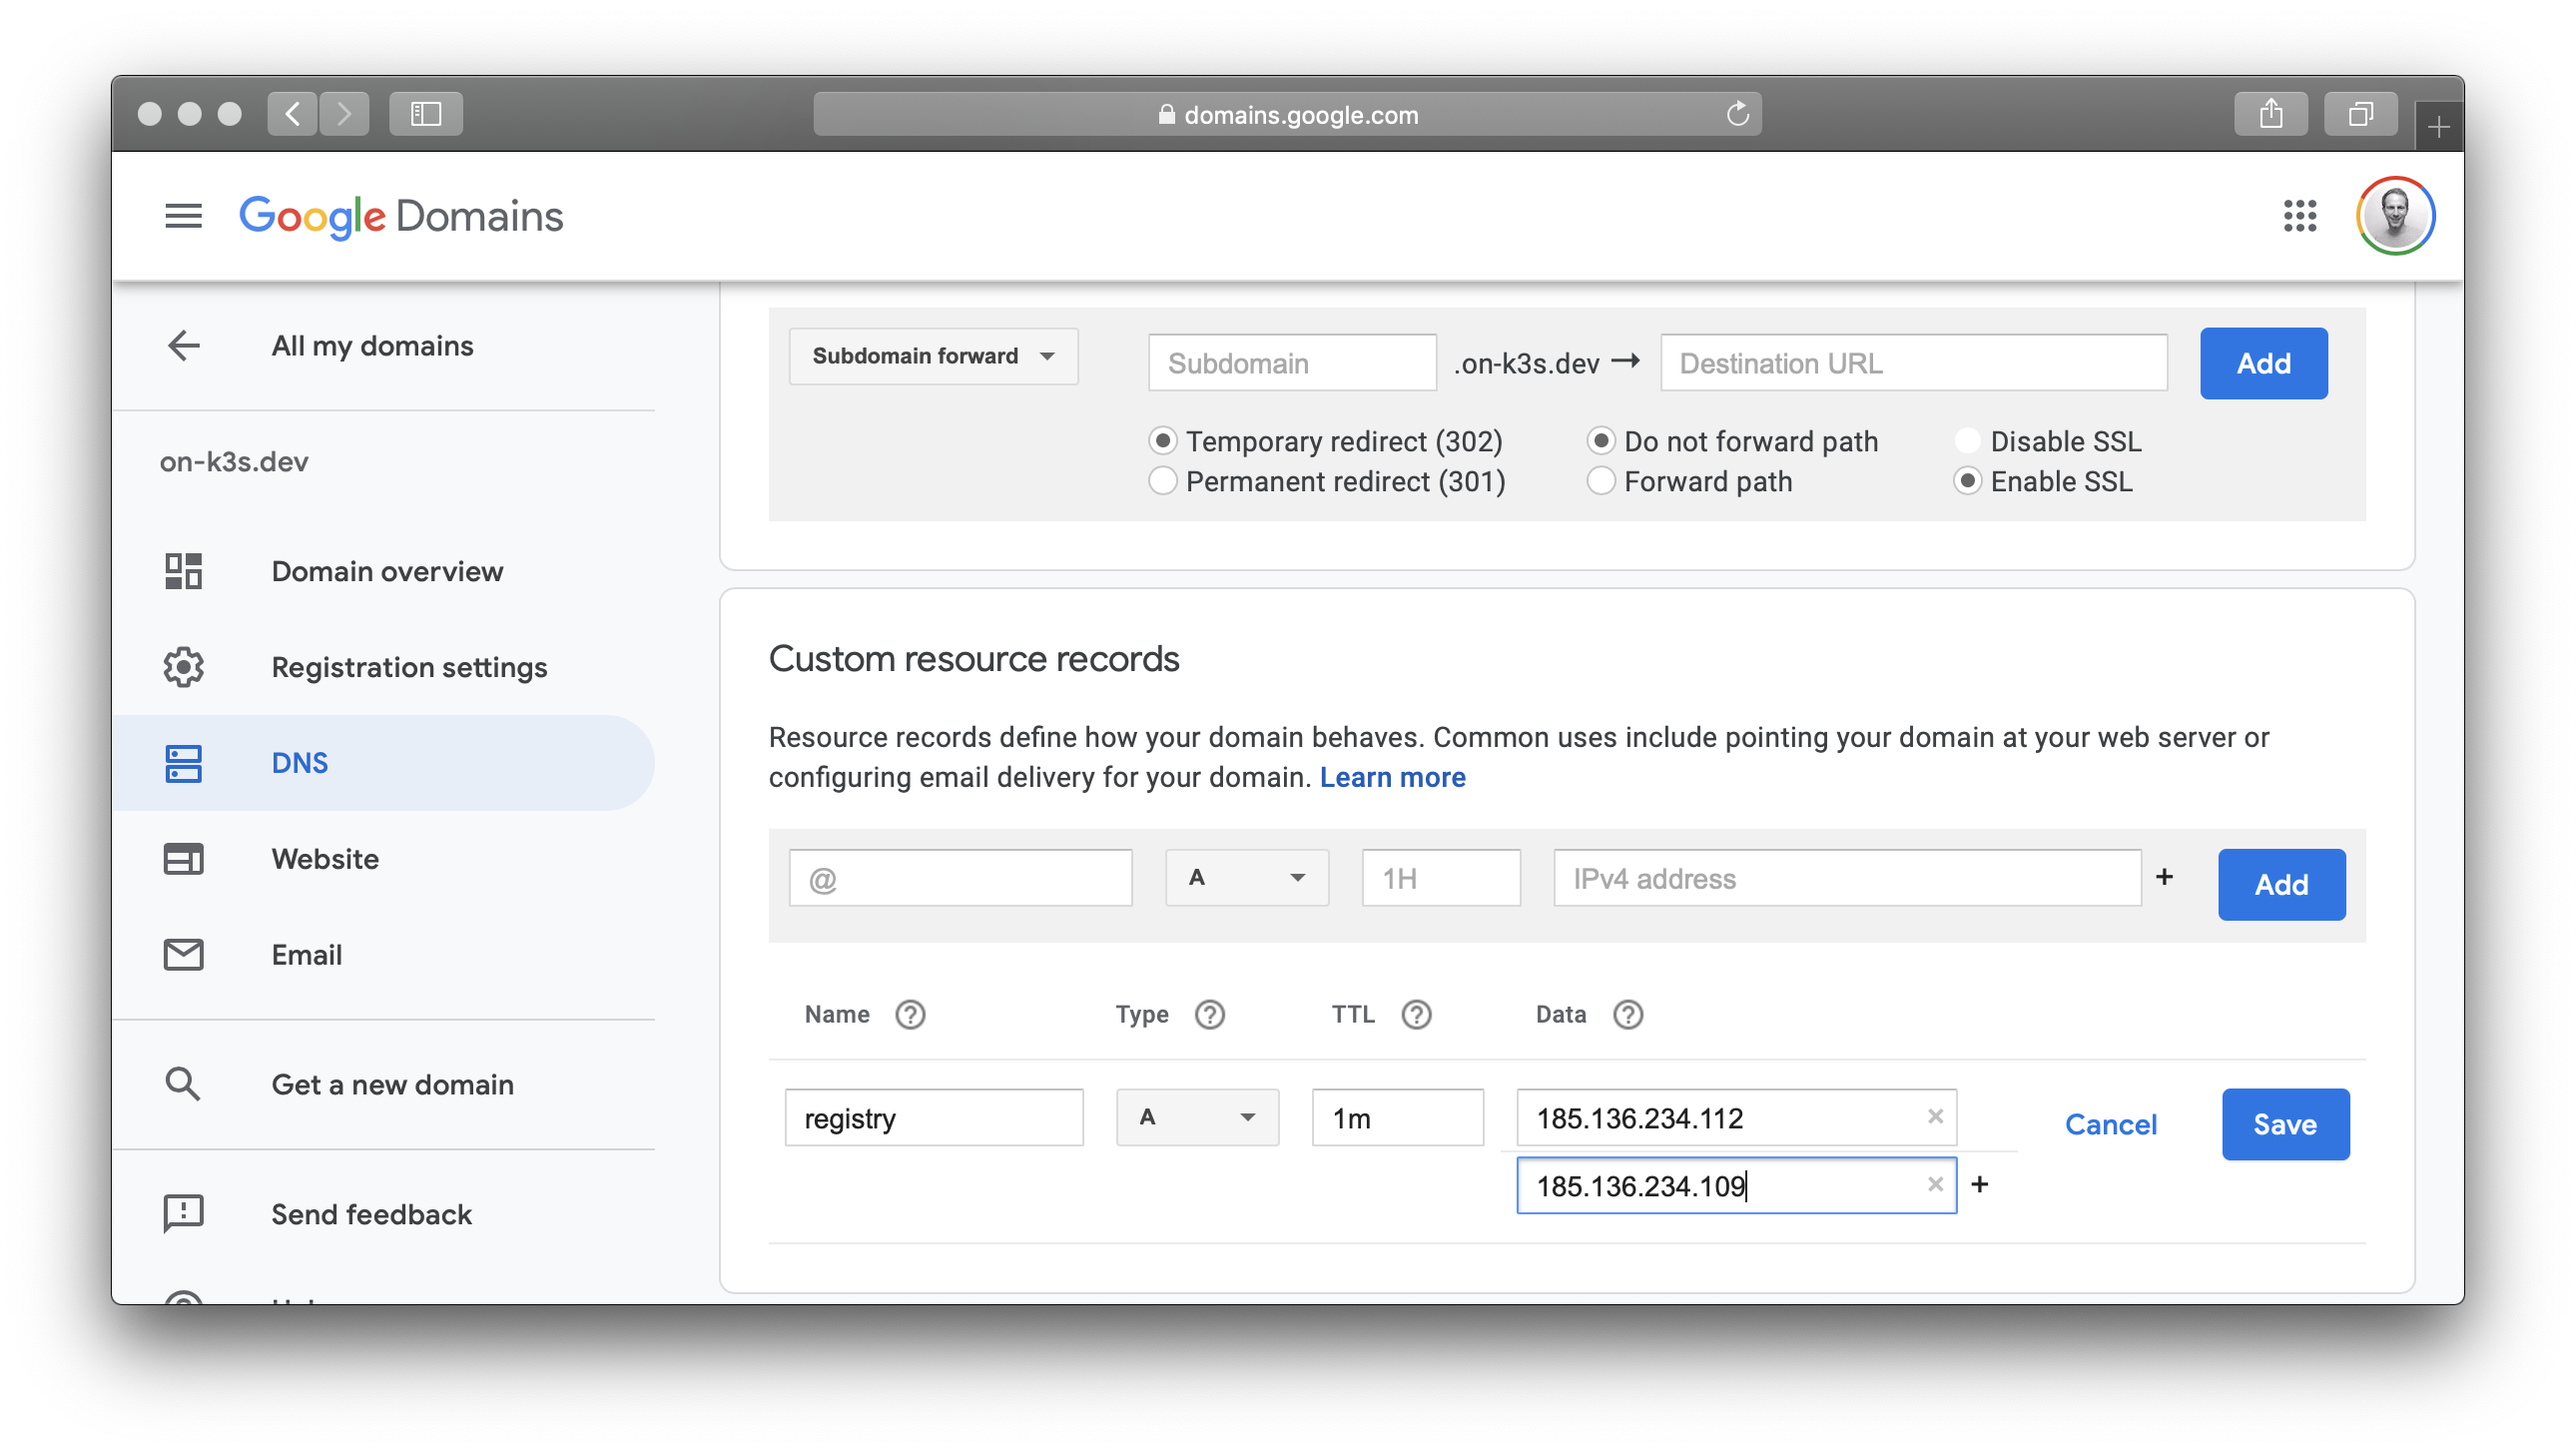 domains.google.com
Google Domains
All my domains
on-k3s.dev
Domain overview
Registration settings
DNS
Website
Email
Get a new domain
Send feedback
Subdomain forward
Subdomain .on-k3s.dev → Destination URL Add
Temporary redirect (302) Do not forward path Disable SSL
Permanent redirect (301) Forward path Enable SSL
Custom resource records
Resource records define how your domain behaves. Common uses include pointing your domain at your web server or
configuring email delivery for your domain. Learn more
@ A 1H IPv4 address + Add
Name ? Type ? TTL ? Data ?
registry A 1m 185.136.234.112 × Cancel Save
185.136.234.109 × +